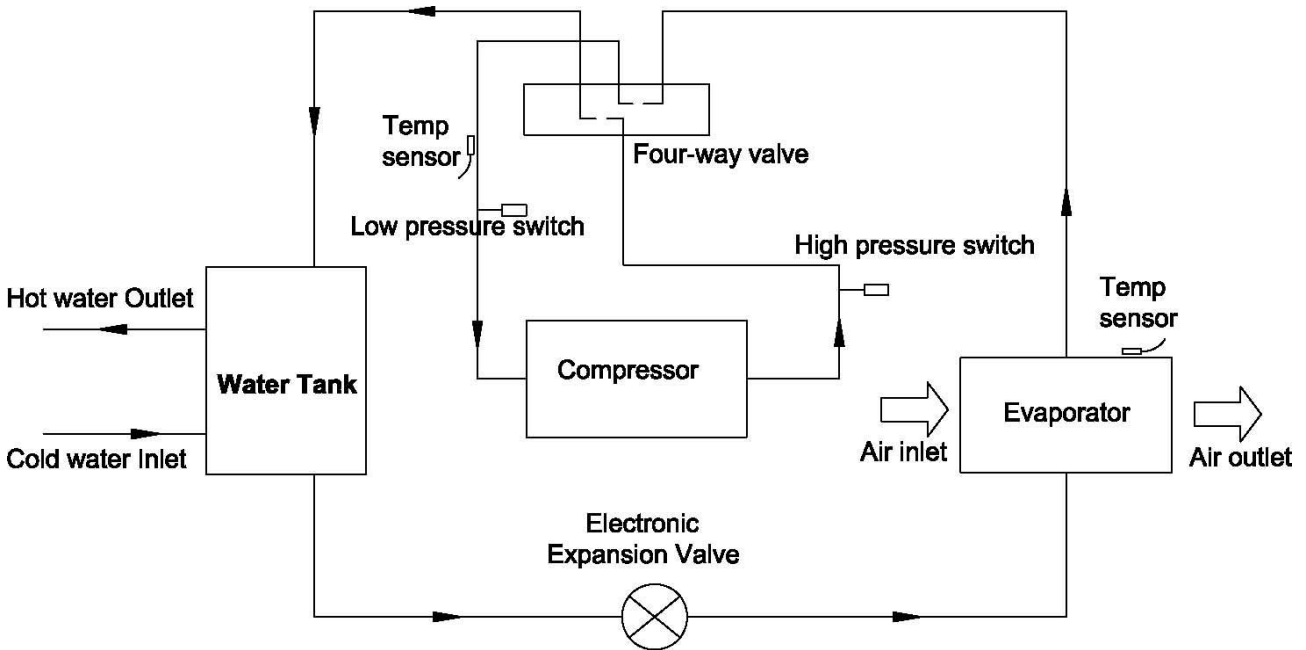 Temp
sensor
Four-way valve
Low pressure switch
High pressure switch
Hot water Outlet
Temp
sensor
Compressor
Water Tank
Evaporator
Cold water Inlet
Air inlet
Air outlet
Electronic
Expansion Valve